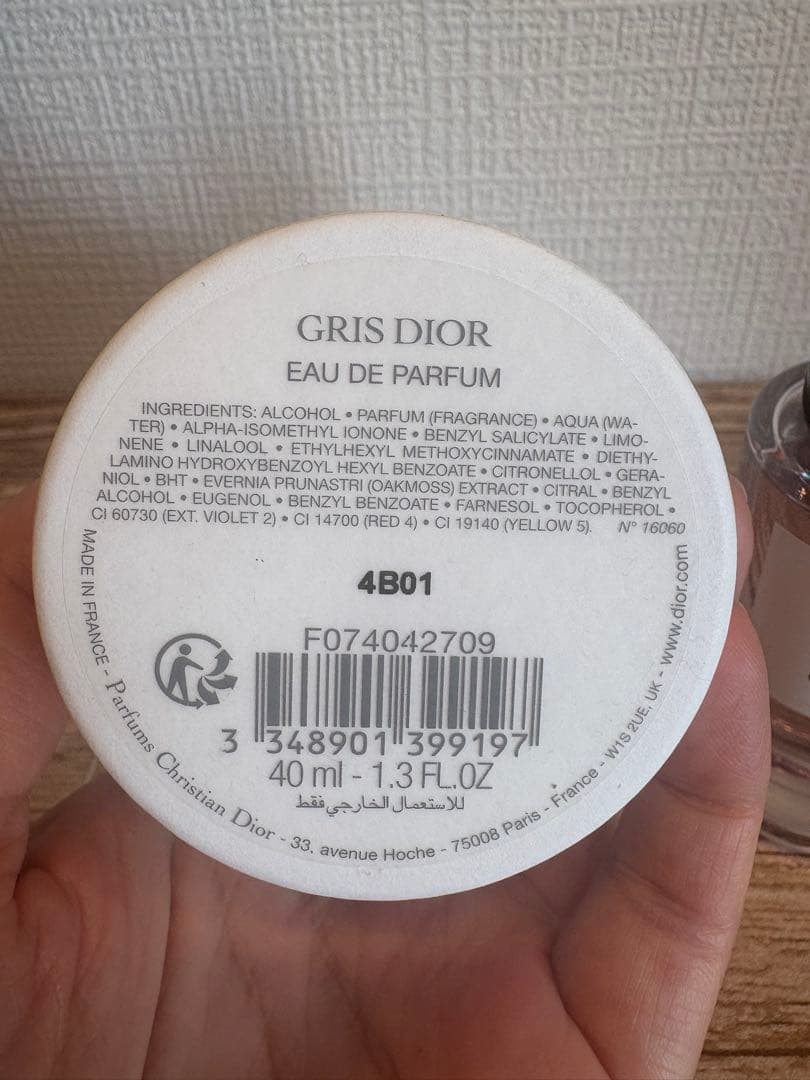 GRIS DIOR
EAU DE PARFUM
INGREDIENTS: ALCOHOL • PARFUM (FRAGRANCE) • AQUA (WA-
TER) • ALPHA-ISOMETHYL IONONE • BENZYL SALICYLATE • LIMO-
NENE • LINALOOL • ETHYLHEXYL METHOXYCINNAMATE • DIETHY-
LAMINO HYDROXYBENZOYL HEXYL BENZOATE • CITRONELLOL • GERA-
NIOL • BHT • EVERNIA PRUNASTRI (OAKMOSS) EXTRACT • CITRAL • BENZYL
ALCOHOL • EUGENOL • BENZYL BENZOATE • FARNESOL • TOCOPHEROL •
CI 60730 (EXT. VIOLET 2) • CI 14700 (RED 4) • CI 19140 (YELLOW 5). N° 16060
4B01
F074042709
3 348901 399197
40 ml - 1.3 FL.OZ
للاستعمال الخارجي فقط
MADE IN FRANCE - Parfums Christian Dior - 33, avenue Hoche - 75008 Paris - France - W1S 2UE, UK - www.dior.com